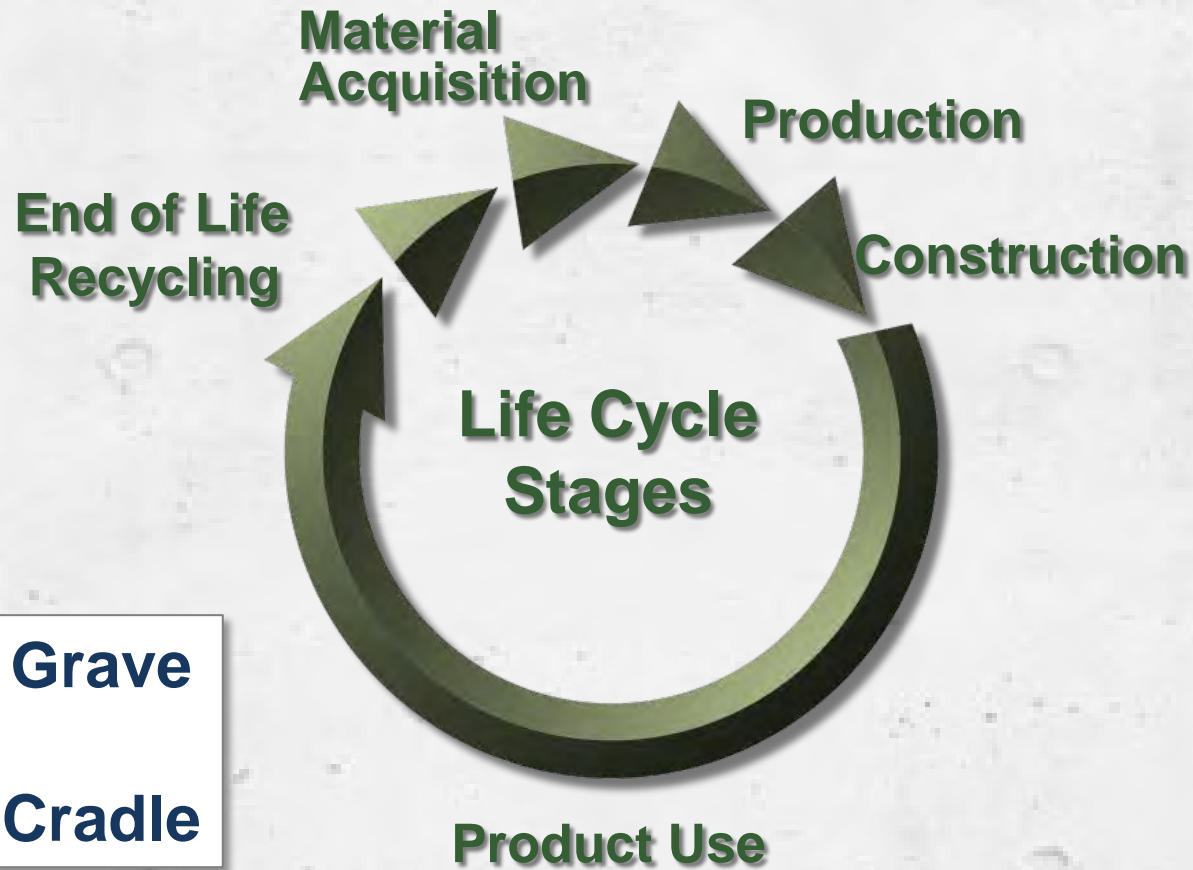 Material
Acquisition
Production
End of Life
Recycling
Construction
Life Cycle
Stages
Grave
Cradle
Product Use